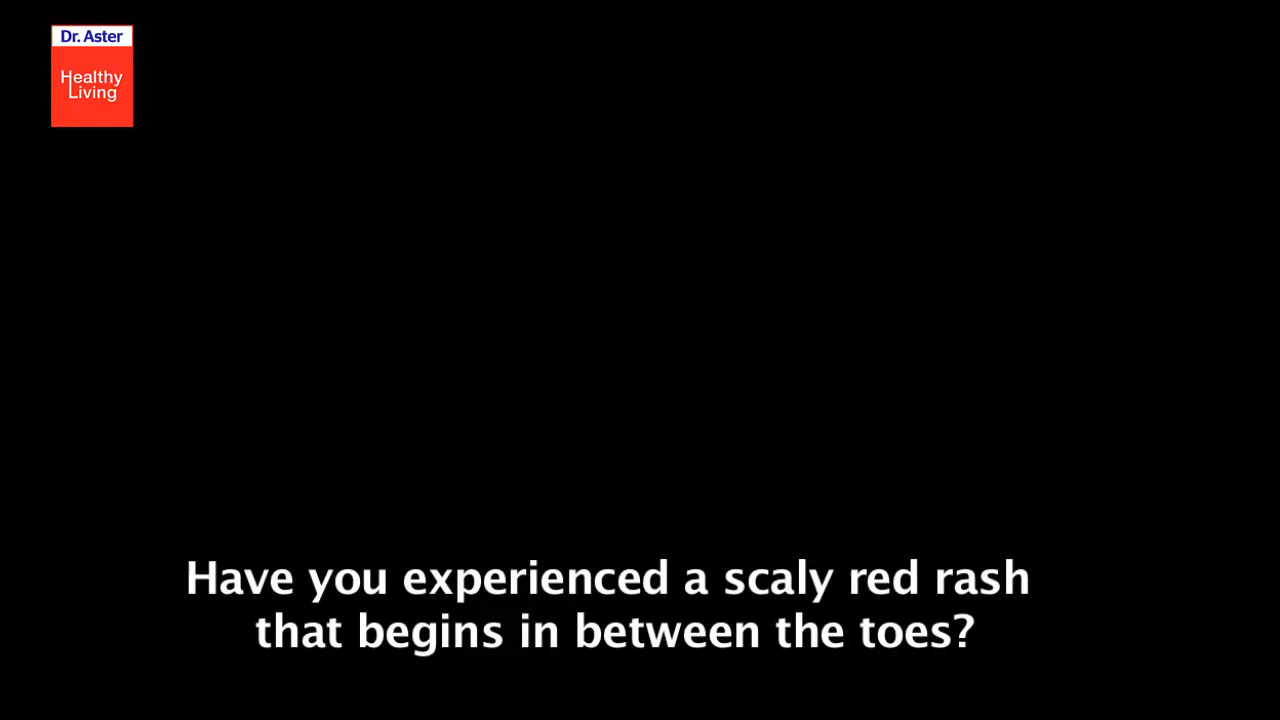 Dr. Aster
Healthy
Living
Have you experienced a scaly red rash
that begins in between the toes?